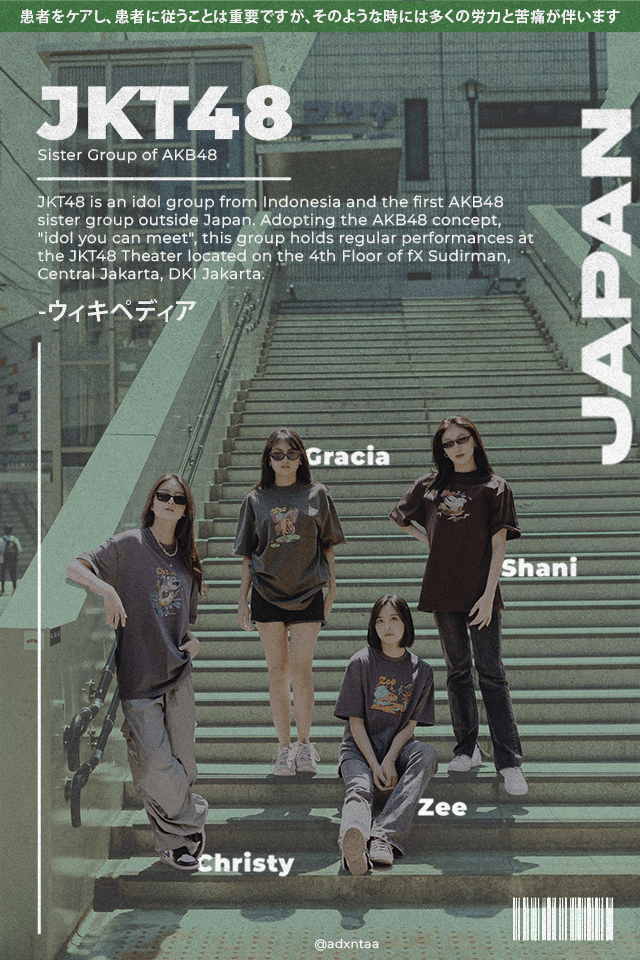 患者をケアし、患者に従うことは重要ですが、そのような時には多くの労力と苦痛が伴います
JKT48
Sister Group of AKB48
JKT48 is an idol group from Indonesia and the first AKB48
sister group outside Japan. Adopting the AKB48 concept,
"idol you can meet", this group holds regular performances at
the JKT48 Theater located on the 4th Floor of fX Sudirman,
Central Jakarta, DKI Jakarta.
-ウィキペディア
JAPAN
Gracia
Shani
Zee
Zee
Christy
@adxntaa